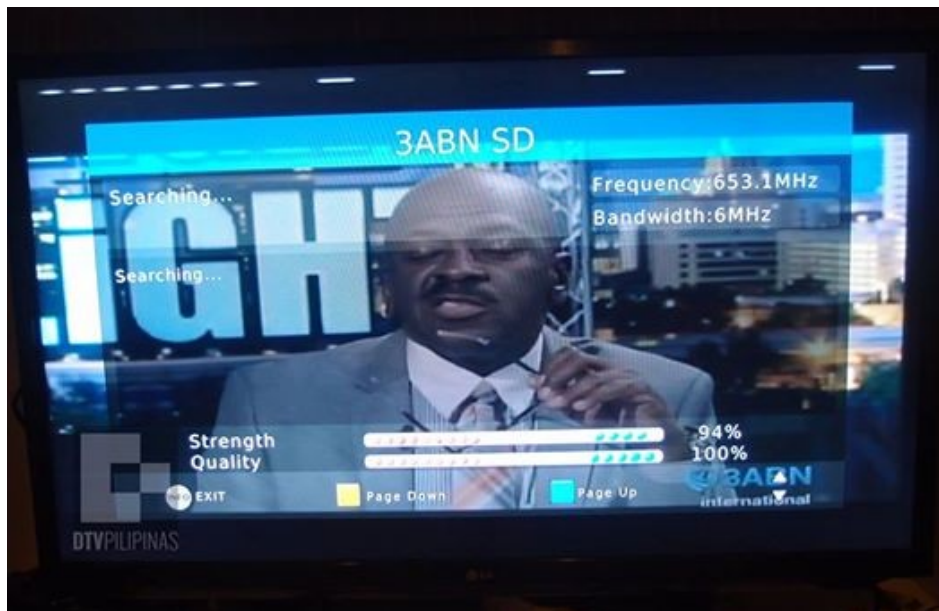 3ABN SD
Searching...
Frequency:653.1MHz
Bandwidth:6MHz
IGHT
Searching...
Strength 94%
Quality 100%
EXIT Page Down Page Up
3ABN
international
DTVPILIPINAS
LG